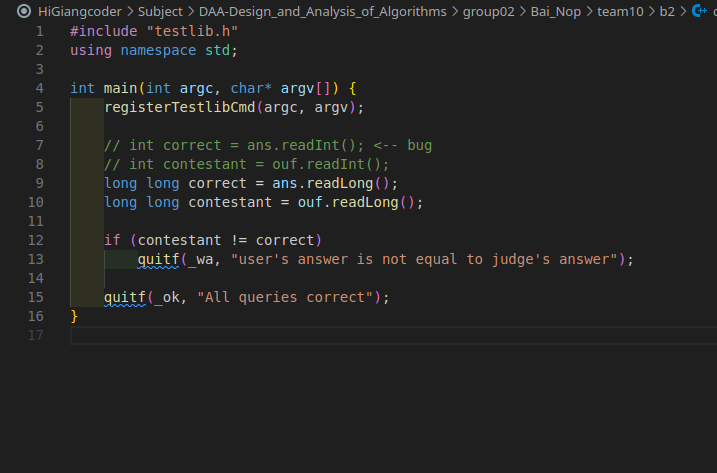 HiGiangcoder > Subject > DAA-Design_and_Analysis_of_Algorithms > group02 > Bai_Nop > team10 > b2 >
1 #include "testlib.h"
2 using namespace std;
3
4 int main(int argc, char* argv[]) {
5 registerTestlibCmd(argc, argv);
6
7 // int correct = ans.readInt(); <-- bug
8 // int contestant = ouf.readInt();
9 long long correct = ans.readLong();
10 long long contestant = ouf.readLong();
11
12 if (contestant != correct)
13 quitf(_wa, "user's answer is not equal to judge's answer");
14
15 quitf(_ok, "All queries correct");
16 }
17